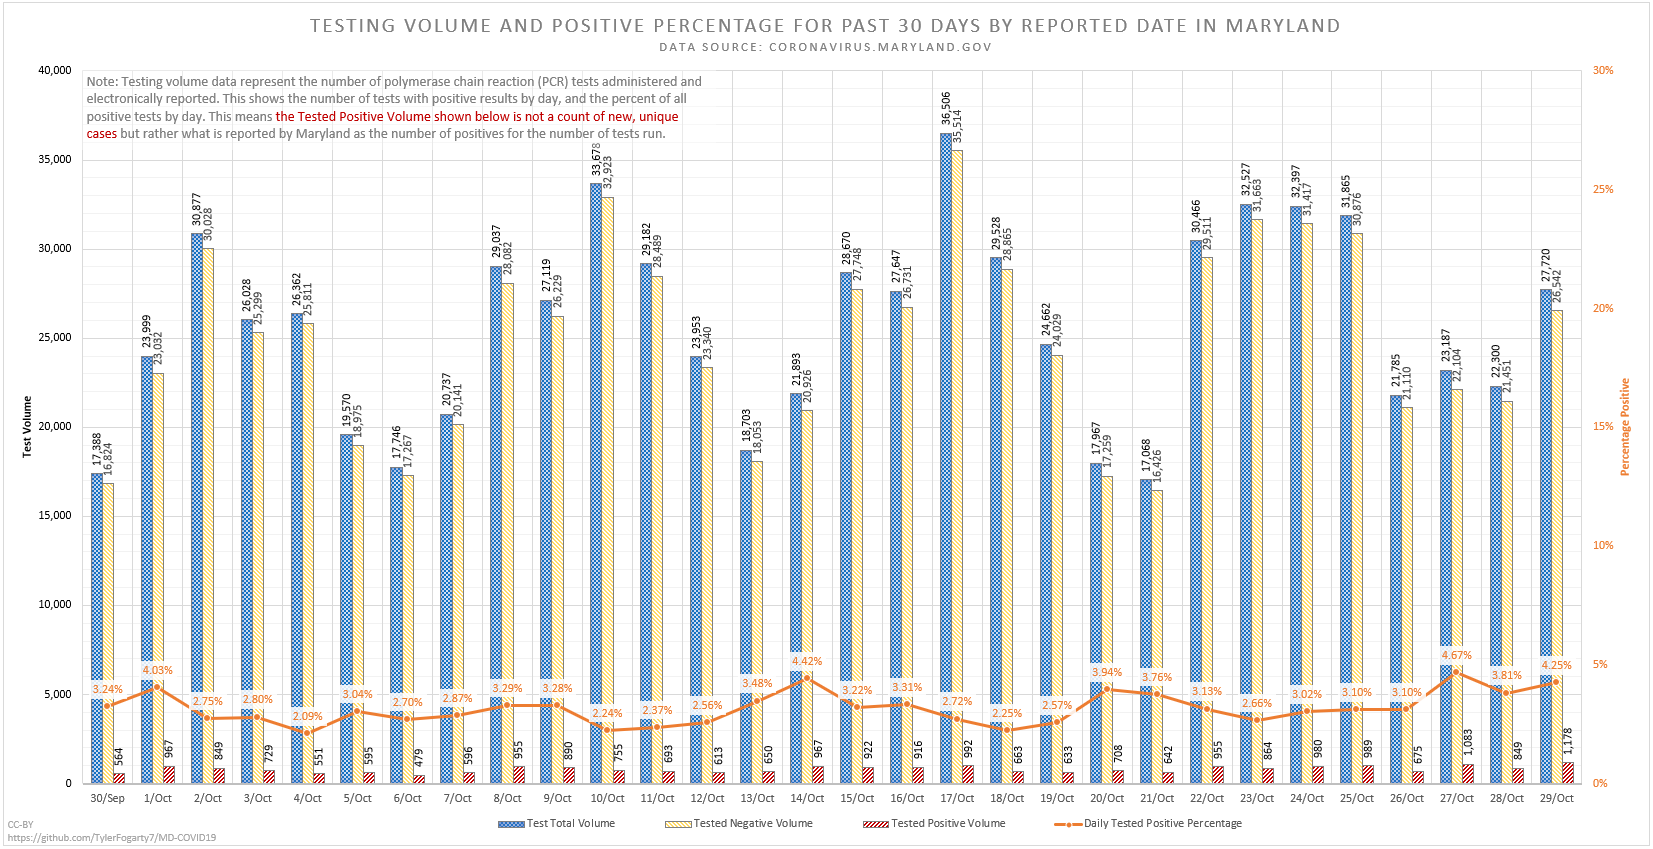 TESTING VOLUME AND POSITIVE PERCENTAGE FOR PAST 30 DAYS BY REPORTED DATE IN MARYLAND
DATA SOURCE: CORONAVIRUS.MARYLAND.GOV
Note: Testing volume data represent the number of polymerase chain reaction (PCR) tests administered and
electronically reported. This shows the number of tests with positive results by day, and the percent of all
positive tests by day. This means the Tested Positive Volume shown below is not a count of new, unique
cases but rather what is reported by Maryland as the number of positives for the number of tests run.
Test Volume
40,000
35,000
30,000
25,000
20,000
15,000
10,000
5,000
0
17,388 16,824 3.24% 564
23,999 23,032 4.03% 967
30,877 30,028 2.75% 849
26,028 25,299 2.80% 729
26,362 25,811 2.09% 551
19,570 18,975 3.04% 595
17,746 17,267 2.70% 479
20,737 20,141 2.87% 596
29,037 28,082 3.29% 955
27,119 26,229 3.28% 890
33,678 32,923 2.24% 755
29,182 28,489 2.37% 693
23,953 23,340 2.56% 613
18,703 18,053 3.48% 650
21,893 20,926 4.42% 967
28,670 27,748 3.22% 922
27,647 26,731 3.31% 916
36,506 35,514 2.72% 992
29,528 28,865 2.25% 663
24,662 24,029 2.57% 633
17,967 17,259 3.94% 708
17,068 16,426 3.76% 642
30,466 29,511 3.13% 955
32,527 31,663 2.66% 864
32,397 31,417 3.02% 980
31,865 30,876 3.10% 989
21,785 21,110 3.10% 675
23,187 22,104 4.67% 1,083
22,300 21,451 3.81% 849
27,720 26,542 4.25% 1,178
30%
25%
20%
15%
10%
5%
0%
Percentage Positive
30/Sep 1/Oct 2/Oct 3/Oct 4/Oct 5/Oct 6/Oct 7/Oct 8/Oct 9/Oct 10/Oct 11/Oct 12/Oct 13/Oct 14/Oct 15/Oct 16/Oct 17/Oct 18/Oct 19/Oct 20/Oct 21/Oct 22/Oct 23/Oct 24/Oct 25/Oct 26/Oct 27/Oct 28/Oct 29/Oct
Test Total Volume Tested Negative Volume Tested Positive Volume Daily Tested Positive Percentage
CC-BY
https://github.com/TylerFogarty7/MD-COVID19